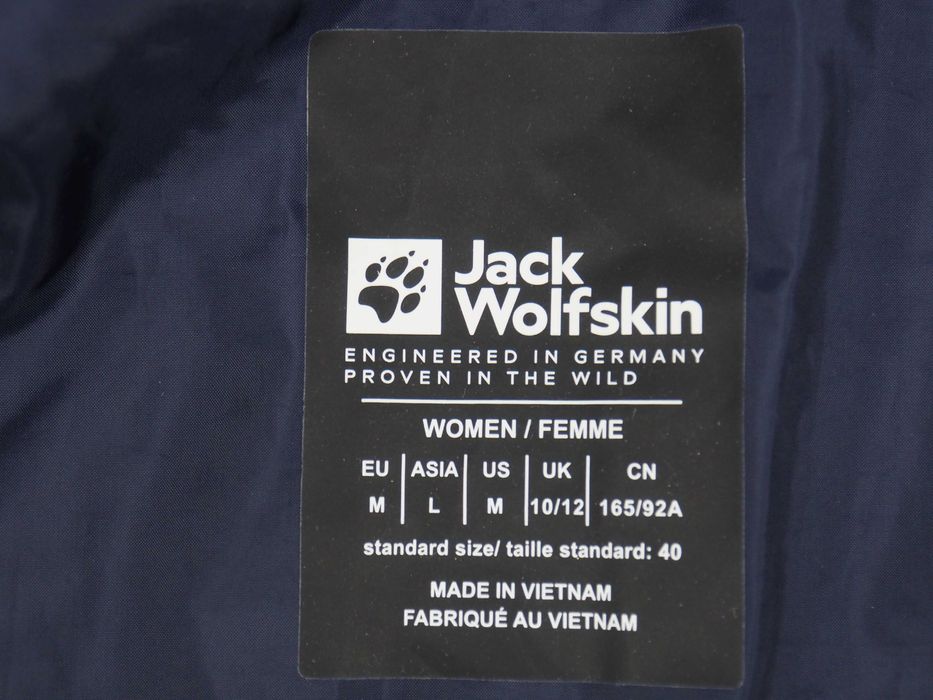 Jack
Wolfskin
ENGINEERED IN GERMANY
PROVEN IN THE WILD
WOMEN / FEMME
EU | ASIA | US | UK | CN
M | L | M | 10/12 | 165/92A
standard size/ taille standard: 40
MADE IN VIETNAM
FABRIQUÉ AU VIETNAM